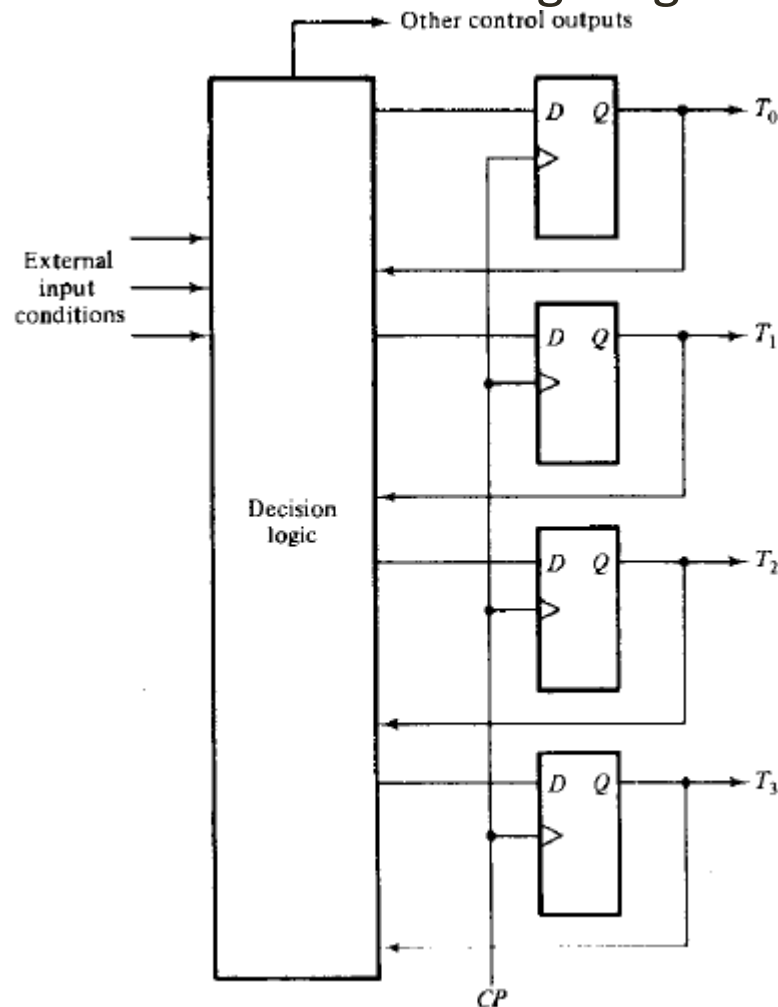 Other control outputs
D Q T₀
External
input
conditions
D Q T₁
Decision
logic
D Q T₂
D Q T₃
CP